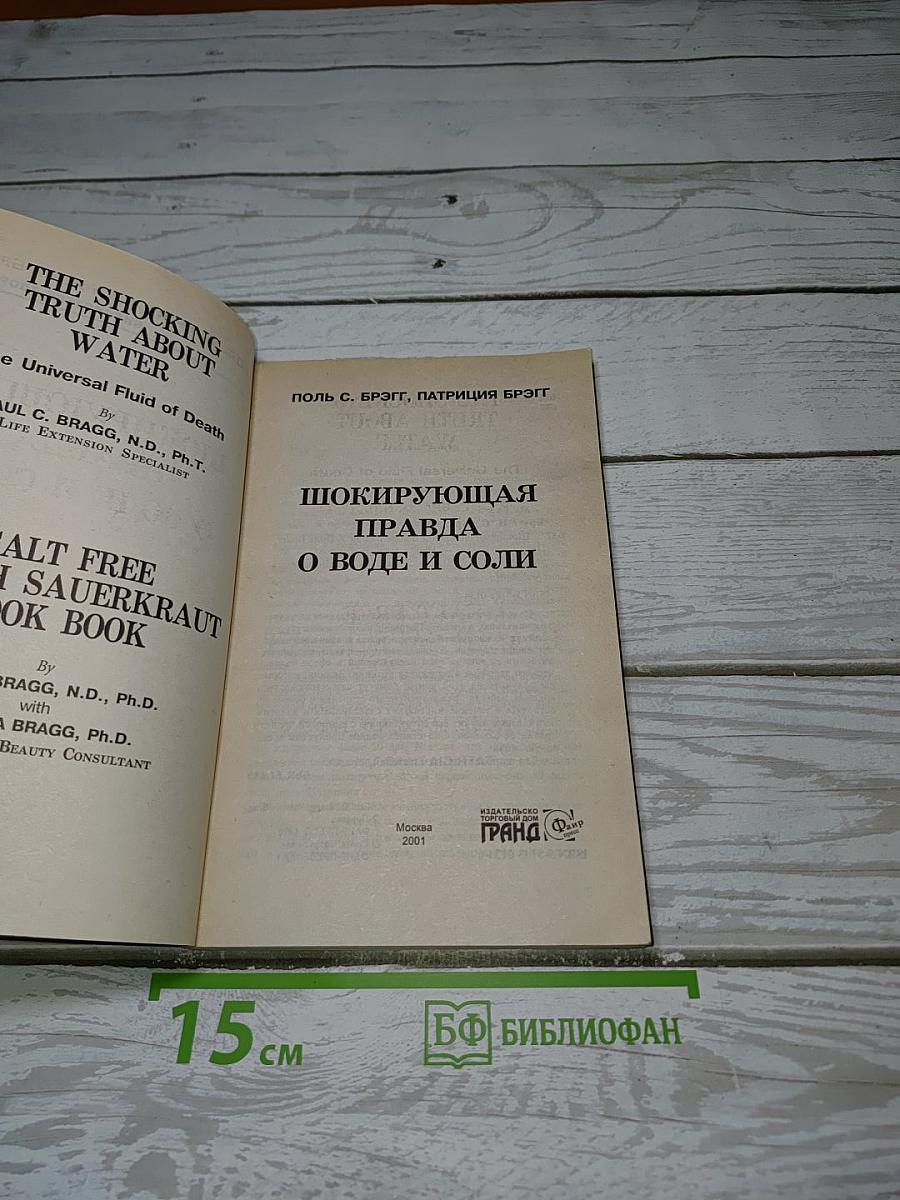 THE SHOCKING
TRUTH ABOUT
WATER
e Universal Fluid of Death
By
AUL C. BRAGG, N.D., Ph.T.
LIFE EXTENSION SPECIALIST
ALT FREE
H SAUERKRAUT
OOK BOOK
By
BRAGG, N.D., Ph.D.
with
A BRAGG, Ph.D.
BEAUTY CONSULTANT
ПОЛЬ С. БРЭГГ, ПАТРИЦИЯ БРЭГГ
ШОКИРУЮЩАЯ
ПРАВДА
О ВОДЕ И СОЛИ
Москва
2001
ИЗДАТЕЛЬСКО
ТОРГОВЫЙ ДОМ
ГРАНД
Фаир
пресс
15 см
БФ БИБЛИОФАН